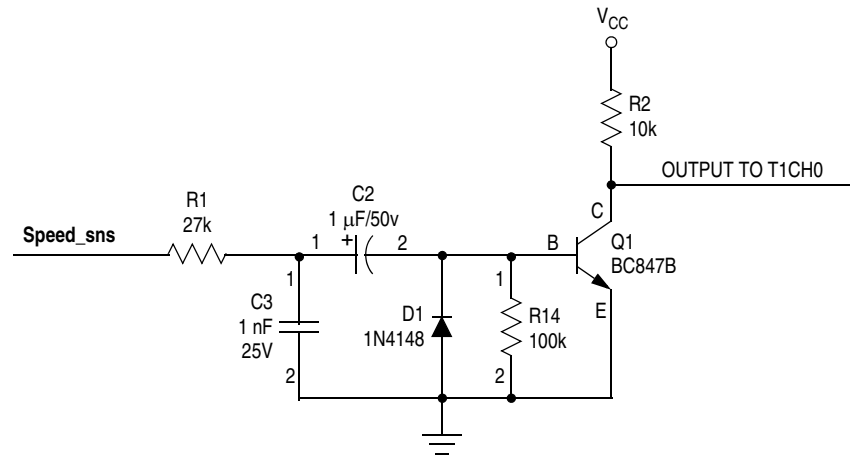 VCC
R2
10k
OUTPUT TO T1CH0
R1
27k
C2
1 μF/50v
Speed_sns
1
+
2
B
C
Q1
BC847B
E
1
C3
1 nF
25V
2
D1
1N4148
1
R14
100k
2